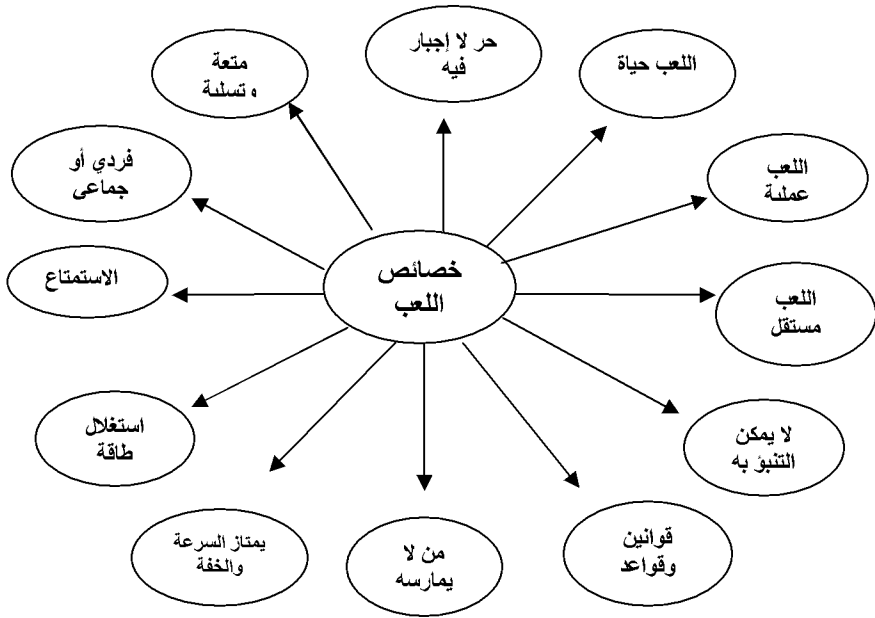 خصائص
اللعب
حر لا إجبار
فيه
اللعب حياة
اللعب
عملية
اللعب
مستقل
لا يمكن
التنبؤ به
قوانين
وقواعد
من لا
يمارسه
يمتاز السرعة
والخفة
استغلال
طاقة
الاستمتاع
فردي أو
جماعى
متعة
وتسلية